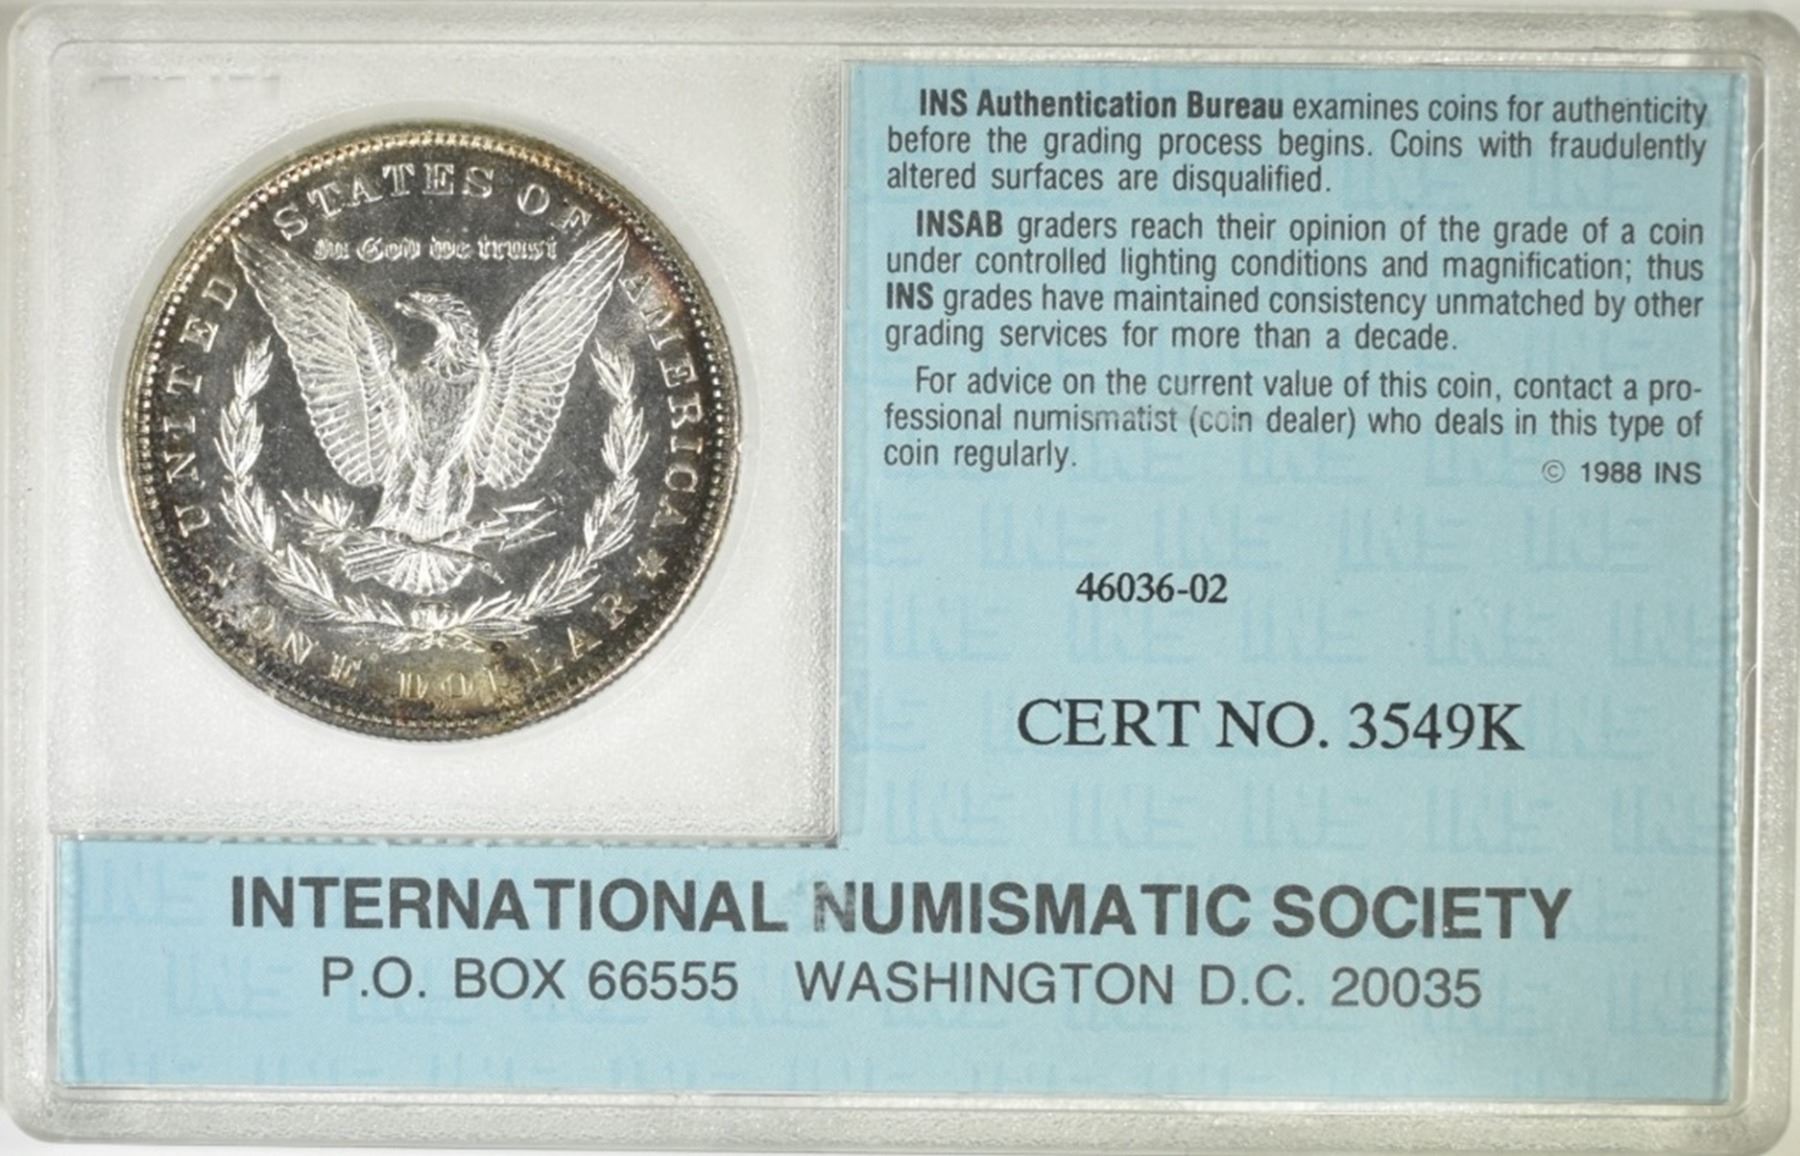 UNITED STATES OF AMERICA
In God we trust
ONE DOLLAR
INS Authentication Bureau examines coins for authenticity
before the grading process begins. Coins with fraudulently
altered surfaces are disqualified.
INSAB graders reach their opinion of the grade of a coin
under controlled lighting conditions and magnification; thus
INS grades have maintained consistency unmatched by other
grading services for more than a decade.
For advice on the current value of this coin, contact a pro-
fessional numismatist (coin dealer) who deals in this type of
coin regularly.
© 1988 INS
46036-02
CERT NO. 3549K
INTERNATIONAL NUMISMATIC SOCIETY
P.O. BOX 66555 WASHINGTON D.C. 20035